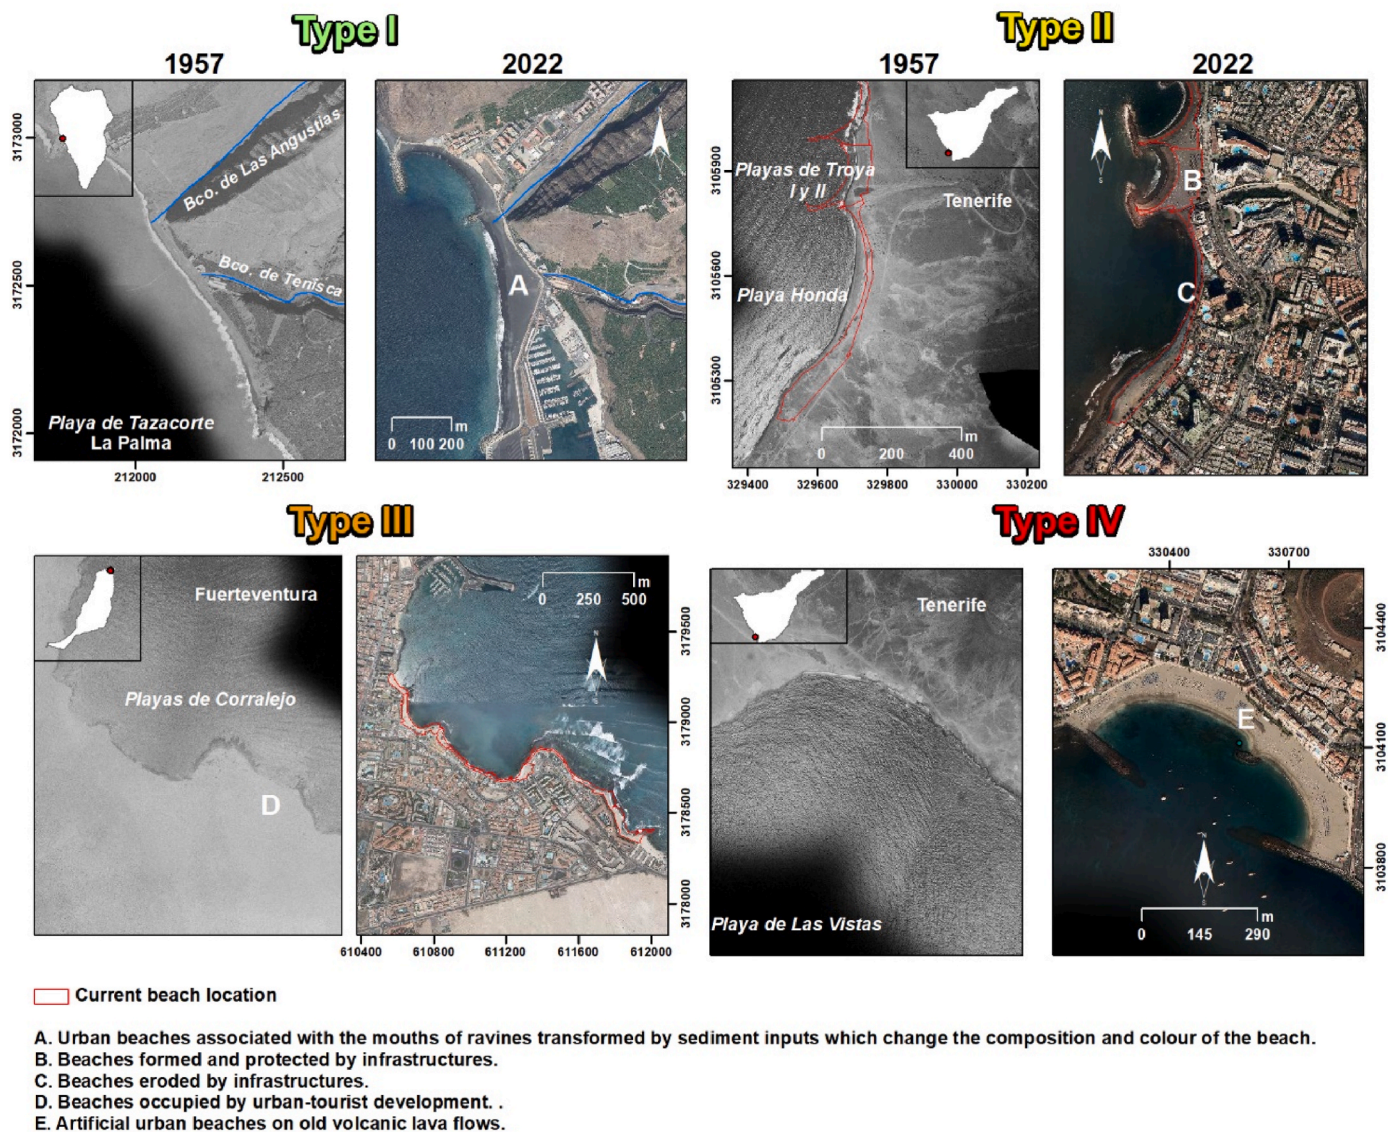 Type I
1957
2022
3173000
3172500
3172000
Bco. de Las Angustias
Bco. de Tenisca
Playa de Tazacorte
La Palma
212000
212500
A
0 100 200 m
Type II
1957
2022
3105900
3105600
3105300
Playas de Troya
I y II
Tenerife
Playa Honda
0 200 400 m
329400 329600 329800 330000 330200
N
S
B
C
Type III
Fuerteventura
Playas de Corralejo
D
0 250 500 m
3179500
3179000
3178500
3178000
610400 610800 611200 611600 612000
Type IV
Tenerife
Playa de Las Vistas
330400 330700
E
3104400
3104100
3103800
N
S
0 145 290 m
Current beach location
A. Urban beaches associated with the mouths of ravines transformed by sediment inputs which change the composition and colour of the beach.
B. Beaches formed and protected by infrastructures.
C. Beaches eroded by infrastructures.
D. Beaches occupied by urban-tourist development. .
E. Artificial urban beaches on old volcanic lava flows.